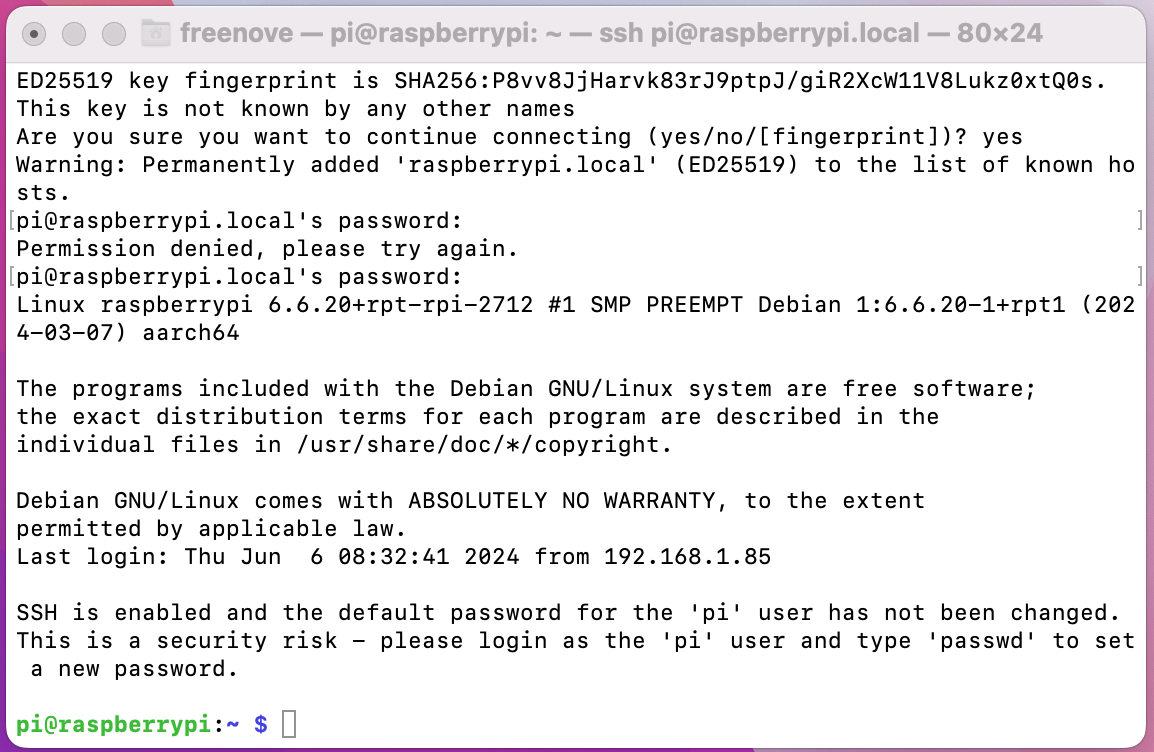 freenove — pi@raspberrypi: ~ — ssh pi@raspberrypi.local — 80×24
ED25519 key fingerprint is SHA256:P8vv8JjHarvk83rJ9ptpJ/giR2XcW11V8Lukz0xtQ0s.
This key is not known by any other names
Are you sure you want to continue connecting (yes/no/[fingerprint])? yes
Warning: Permanently added 'raspberrypi.local' (ED25519) to the list of known ho
sts.
[pi@raspberrypi.local's password: ]
Permission denied, please try again.
[pi@raspberrypi.local's password: ]
Linux raspberrypi 6.6.20+rpt-rpi-2712 #1 SMP PREEMPT Debian 1:6.6.20-1+rpt1 (202
4-03-07) aarch64

The programs included with the Debian GNU/Linux system are free software;
the exact distribution terms for each program are described in the
individual files in /usr/share/doc/*/copyright.

Debian GNU/Linux comes with ABSOLUTELY NO WARRANTY, to the extent
permitted by applicable law.
Last login: Thu Jun  6 08:32:41 2024 from 192.168.1.85

SSH is enabled and the default password for the 'pi' user has not been changed.
This is a security risk - please login as the 'pi' user and type 'passwd' to set
 a new password.

pi@raspberrypi:~ $